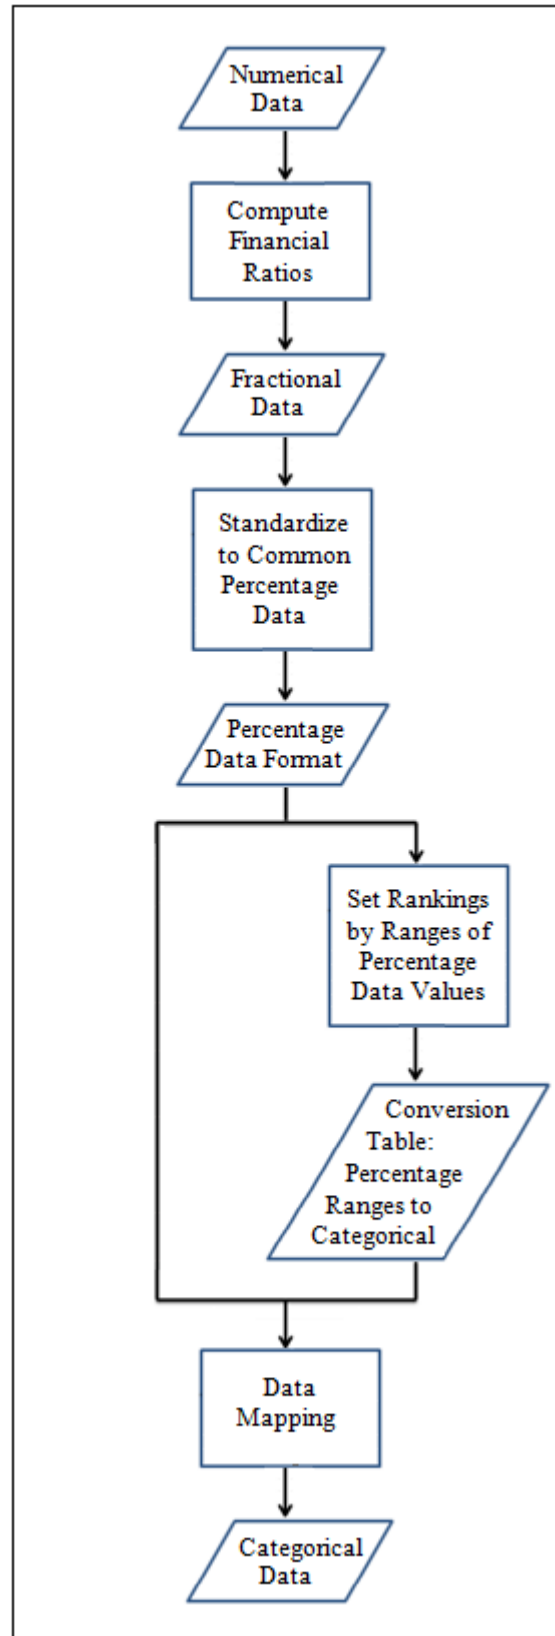 Numerical
Data
Compute
Financial
Ratios
Fractional
Data
Standardize
to Common
Percentage
Data
Percentage
Data Format
Set Rankings
by Ranges of
Percentage
Data Values
Conversion
Table:
Percentage
Ranges to
Categorical
Data
Mapping
Categorical
Data